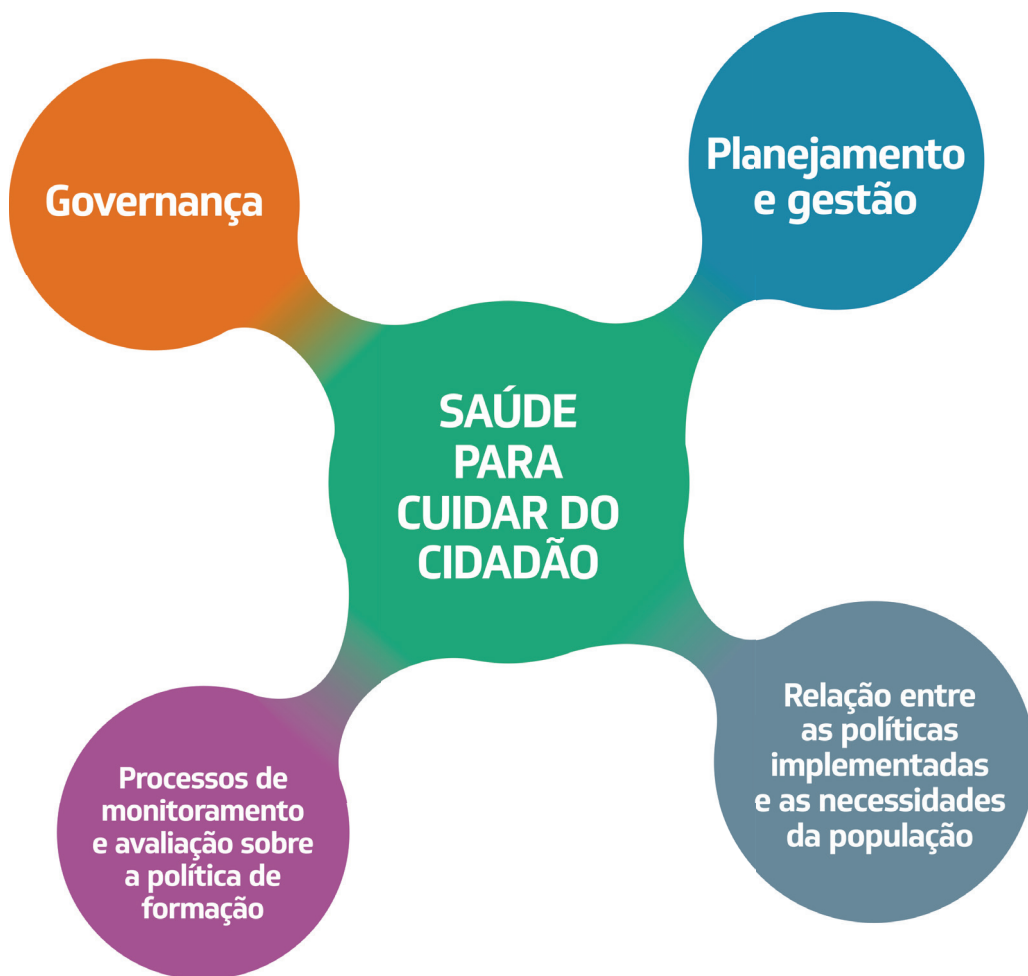 Governança
Planejamento
e gestão
SAÚDE
PARA
CUIDAR DO
CIDADÃO
Processos de
monitoramento
e avaliação sobre
a política de
formação
Relação entre
as políticas
implementadas
e as necessidades
da população